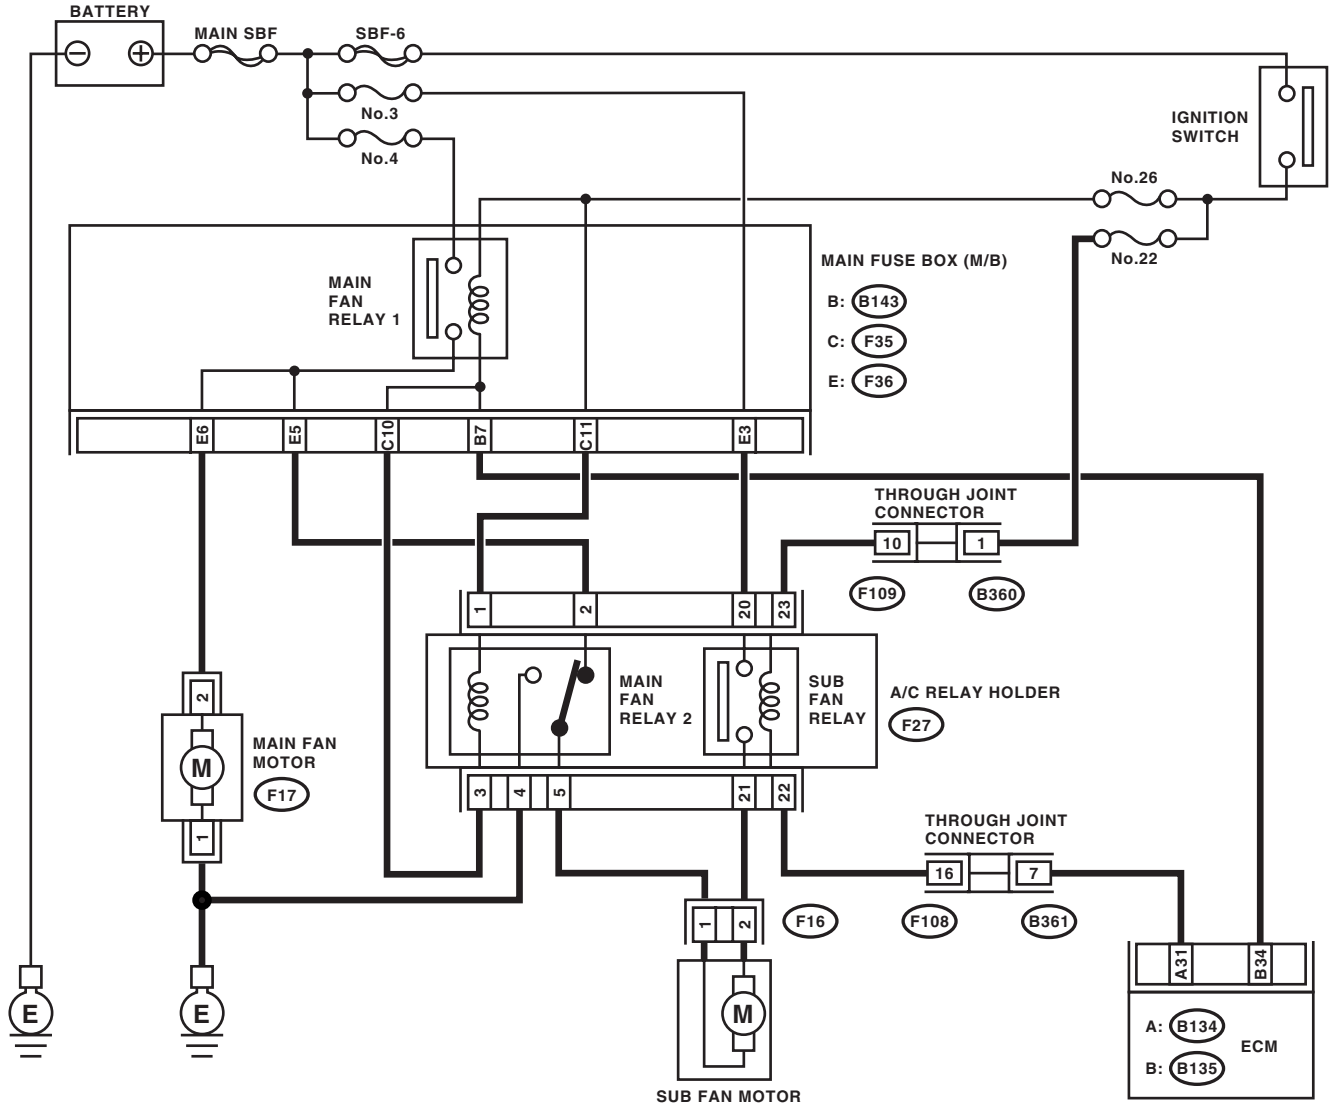 BATTERY
MAIN SBF
SBF-6
No.3
No.4
IGNITION
SWITCH
No.26
No.22
MAIN
FAN
RELAY 1
MAIN FUSE BOX (M/B)
B: B143
C: F35
E: F36
E6
E5
C10
B7
C11
E3
THROUGH JOINT
CONNECTOR
10
1
F109
B360
1
2
20
23
MAIN
FAN
RELAY 2
SUB
FAN
RELAY
A/C RELAY HOLDER
F27
2
M
1
MAIN FAN
MOTOR
F17
3
4
5
21
22
THROUGH JOINT
CONNECTOR
16
7
F108
B361
1
2
F16
M
SUB FAN MOTOR
A31
B34
A: B134
B: B135
ECM
E
E